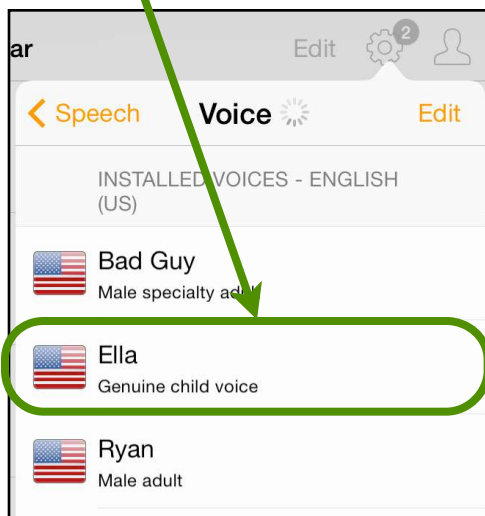 ar Edit 2
Speech Voice Edit
INSTALLED VOICES - ENGLISH
(US)
Bad Guy
Male specialty
Ella
Genuine child voice
Ryan
Male adult